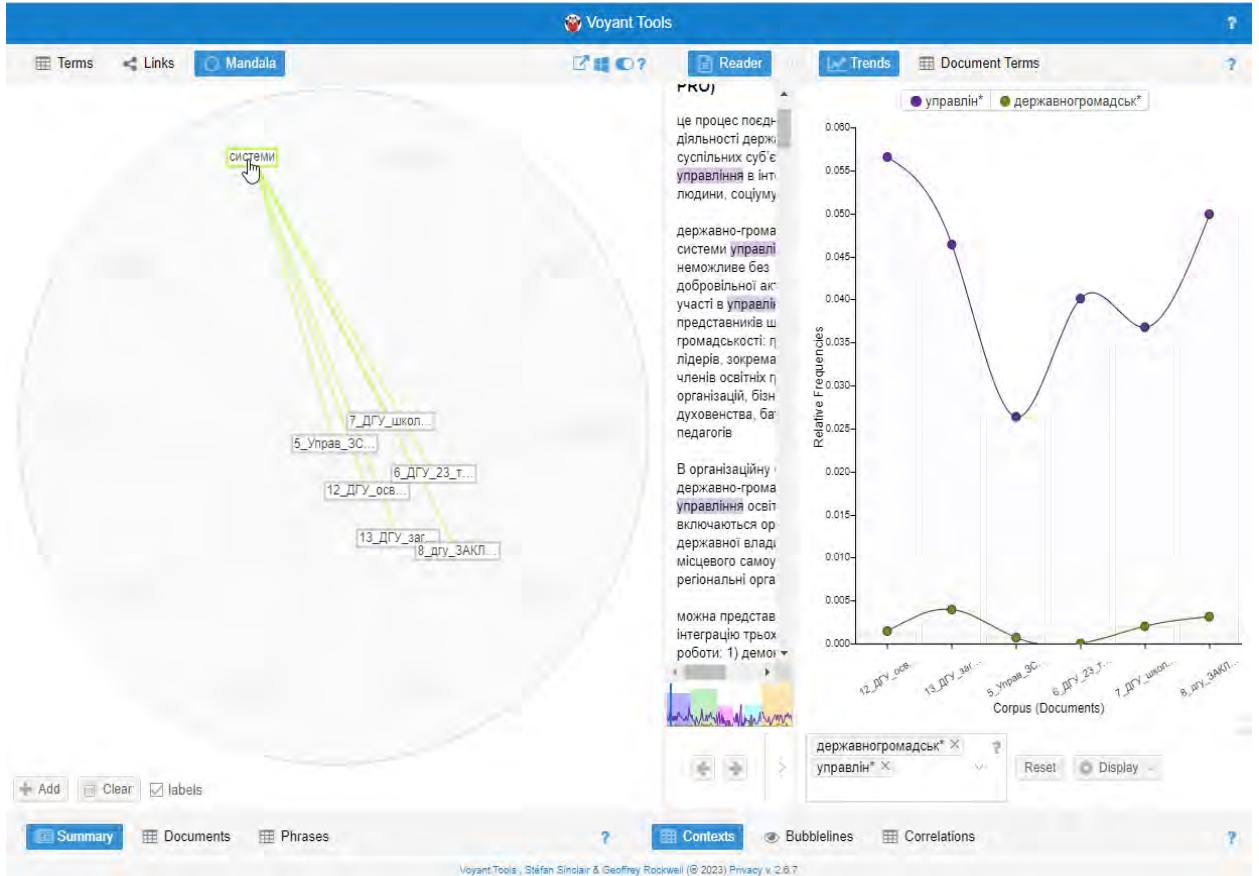 Voyant Tools
?
Terms
Links
Mandala
?
Reader
Trends
Document Terms
?
системи
7_ДГУ_школ...
5_Управ_ЗС...
6_ДГУ_23_т...
12_ДГУ_осв...
13_ДГУ_заг...
8_дгу_ЗАКЛ...
Add
Clear
labels
PRO)
це процес поєдн
діяльності держа
суспільних суб'є
управління в інт
людини, соціуму
державно-грома
системи управлі
неможливе без
добровільної ак
участі в управлін
представників ш
громадськості: г
лідерів, зокрема
членів освітніх г
організацій, бізн
духовенства, ба
педагогів
В організаційну
державно-грома
управління освіт
включаються ор
державної влади
місцевого самоу
регіональні орга
можна представ
інтеграцію трьох
роботи: 1) демо
управлін*
державногромадськ*
0.060
0.055
0.050
0.045
0.040
0.035
0.030
0.025
0.020
0.015
0.010
0.005
0.000
Relative Frequencies
12_ДГУ_осв...
13_ДГУ_заг...
5_Управ_ЗС...
6_ДГУ_23_т...
7_ДГУ_школ...
8_дгу_ЗАКЛ...
Corpus (Documents)
державногромадськ* ×
?
управлін* ×
Reset
Display
Summary
Documents
Phrases
?
Contexts
Bubblelines
Correlations
?
Voyant Tools , Stéfan Sinclair & Geoffrey Rockwell (© 2023) Privacy v. 2.6.7